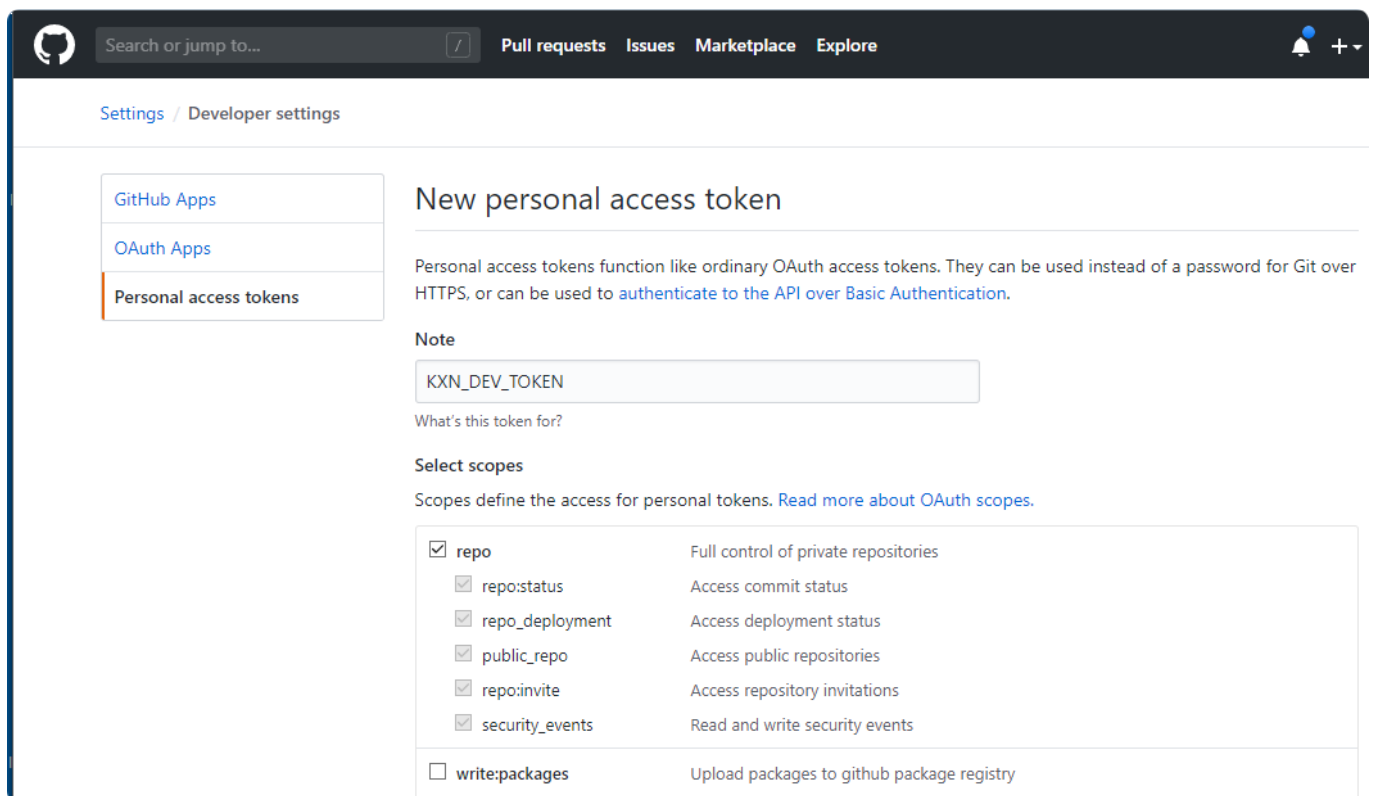 Search or jump to... / Pull requests Issues Marketplace Explore
Settings / Developer settings
GitHub Apps
OAuth Apps
Personal access tokens
New personal access token
Personal access tokens function like ordinary OAuth access tokens. They can be used instead of a password for Git over
HTTPS, or can be used to authenticate to the API over Basic Authentication.
Note
KXN_DEV_TOKEN
What's this token for?
Select scopes
Scopes define the access for personal tokens. Read more about OAuth scopes.
repo Full control of private repositories
repo:status Access commit status
repo_deployment Access deployment status
public_repo Access public repositories
repo:invite Access repository invitations
security_events Read and write security events
write:packages Upload packages to github package registry